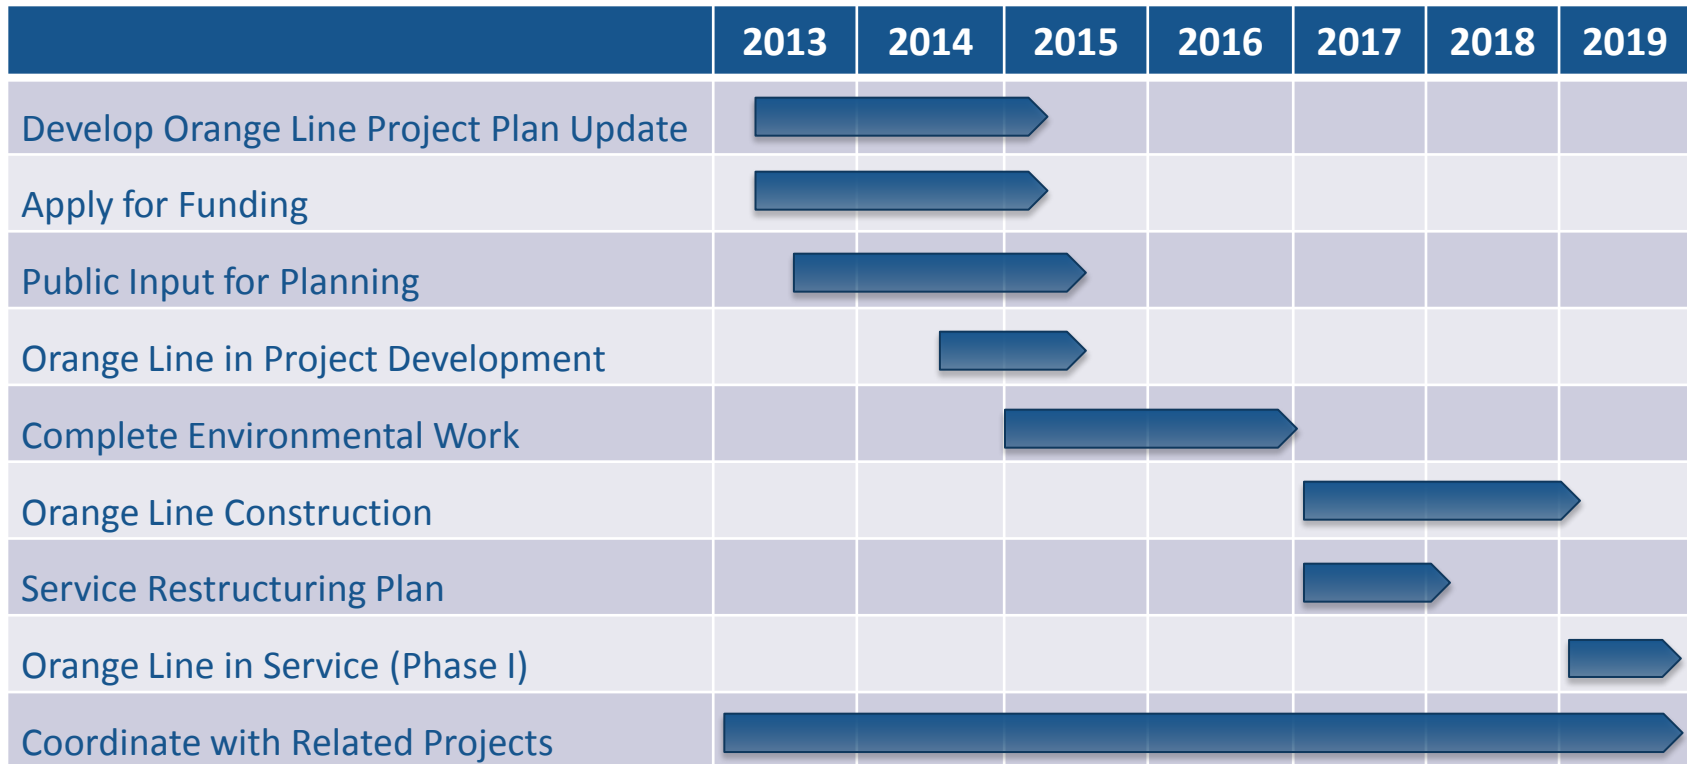 2013 2014 2015 2016 2017 2018 2019
Develop Orange Line Project Plan Update
Apply for Funding
Public Input for Planning
Orange Line in Project Development
Complete Environmental Work
Orange Line Construction
Service Restructuring Plan
Orange Line in Service (Phase I)
Coordinate with Related Projects